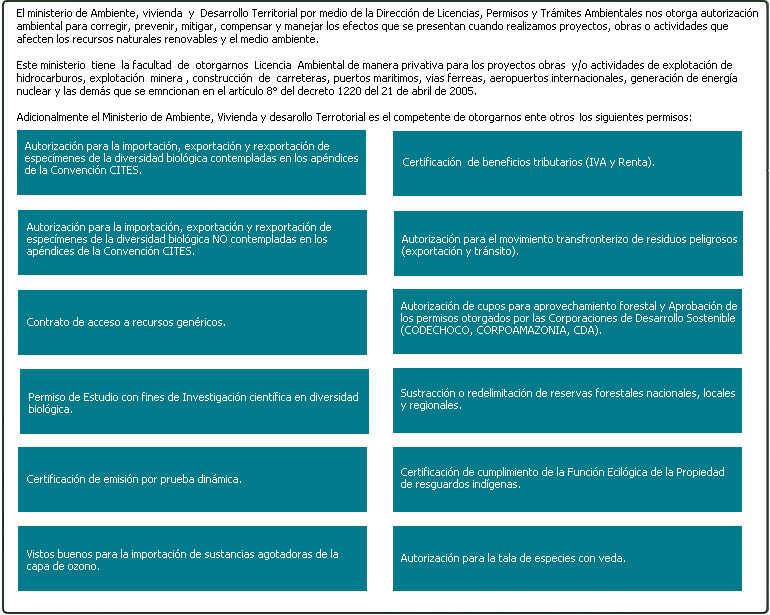 El ministerio de Ambiente, vivienda y Desarrollo Territorial por medio de la Dirección de Licencias, Permisos y Trámites Ambientales nos otorga autorización
ambiental para corregir, prevenir, mitigar, compensar y manejar los efectos que se presentan cuando realizamos proyectos, obras o actividades que
afecten los recursos naturales renovables y el medio ambiente.
Este ministerio tiene la facultad de otorgarnos Licencia Ambiental de manera privativa para los proyectos obras y/o actividades de explotación de
hidrocarburos, explotación minera , construcción de carreteras, puertos maritimos, vias ferreas, aeropuertos internacionales, generación de energía
nuclear y las demás que se emncionan en el artículo 8° del decreto 1220 del 21 de abril de 2005.
Adicionalmente el Ministerio de Ambiente, Vivienda y desarollo Terrotorial es el competente de otorgarnos ente otros los siguientes permisos:
Autorización para la importación, exportación y rexportación de
especímenes de la diversidad biológica contempladas en los apéndices
de la Convención CITES.
Certificación de beneficios tributarios (IVA y Renta).
Autorización para la importación, exportación y rexportación de
especímenes de la diversidad biológica NO contempladas en los
apéndices de la Convención CITES.
Autorización para el movimiento transfronterizo de residuos peligrosos
(exportación y tránsito).
Contrato de acceso a recursos genéricos.
Autorización de cupos para aprovechamiento forestal y Aprobación de
los permisos otorgados por las Corporaciones de Desarrollo Sostenible
(CODECHOCO, CORPOAMAZONIA, CDA).
Permiso de Estudio con fines de Investigación científica en diversidad
biológica.
Sustracción o redelimitación de reservas forestales nacionales, locales
y regionales.
Certificación de emisión por prueba dinámica.
Certificación de cumplimiento de la Función Ecilógica de la Propiedad
de resguardos indígenas.
Vistos buenos para la importación de sustancias agotadoras de la
capa de ozono.
Autorización para la tala de especies con veda.